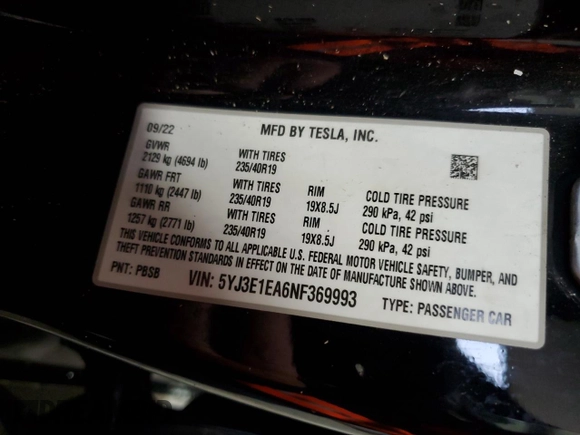 09/22
MFD BY TESLA, INC.
GVWR
2129 kg (4694 lb)
WITH TIRES
235/40R19
GAWR FRT
1110 kg (2447 lb)
WITH TIRES
235/40R19
RIM
19X8.5J
COLD TIRE PRESSURE
290 kPa, 42 psi
GAWR RR
1257 kg (2771 lb)
WITH TIRES
235/40R19
RIM
19X8.5J
COLD TIRE PRESSURE
290 kPa, 42 psi
THIS VEHICLE CONFORMS TO ALL APPLICABLE U.S. FEDERAL MOTOR VEHICLE SAFETY, BUMPER, AND
THEFT PREVENTION STANDARDS IN EFFECT ON THE DATE OF MANUFACTURE SHOWN ABOVE.
PNT: PBSB
VIN: 5YJ3E1EA6NF369993
TYPE: PASSENGER CAR